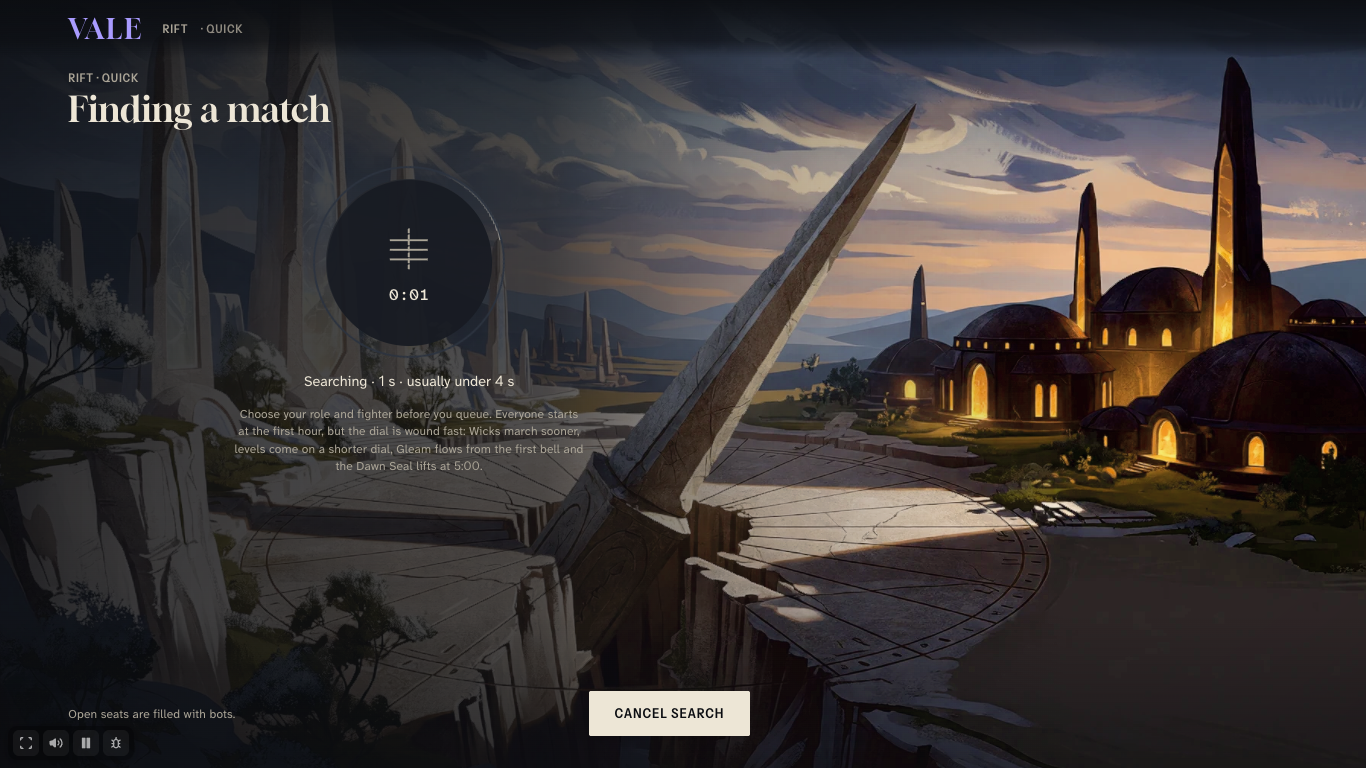 VALE RIFT · QUICK
RIFT · QUICK
Finding a match
0:01
Searching · 1 s · usually under 4 s
Choose your role and fighter before you queue. Everyone starts
at the first hour, but the dial is wound fast: Wicks march sooner,
levels come on a shorter dial, Gleam flows from the first bell and
the Dawn Seal lifts at 5:00.
Open seats are filled with bots.
CANCEL SEARCH